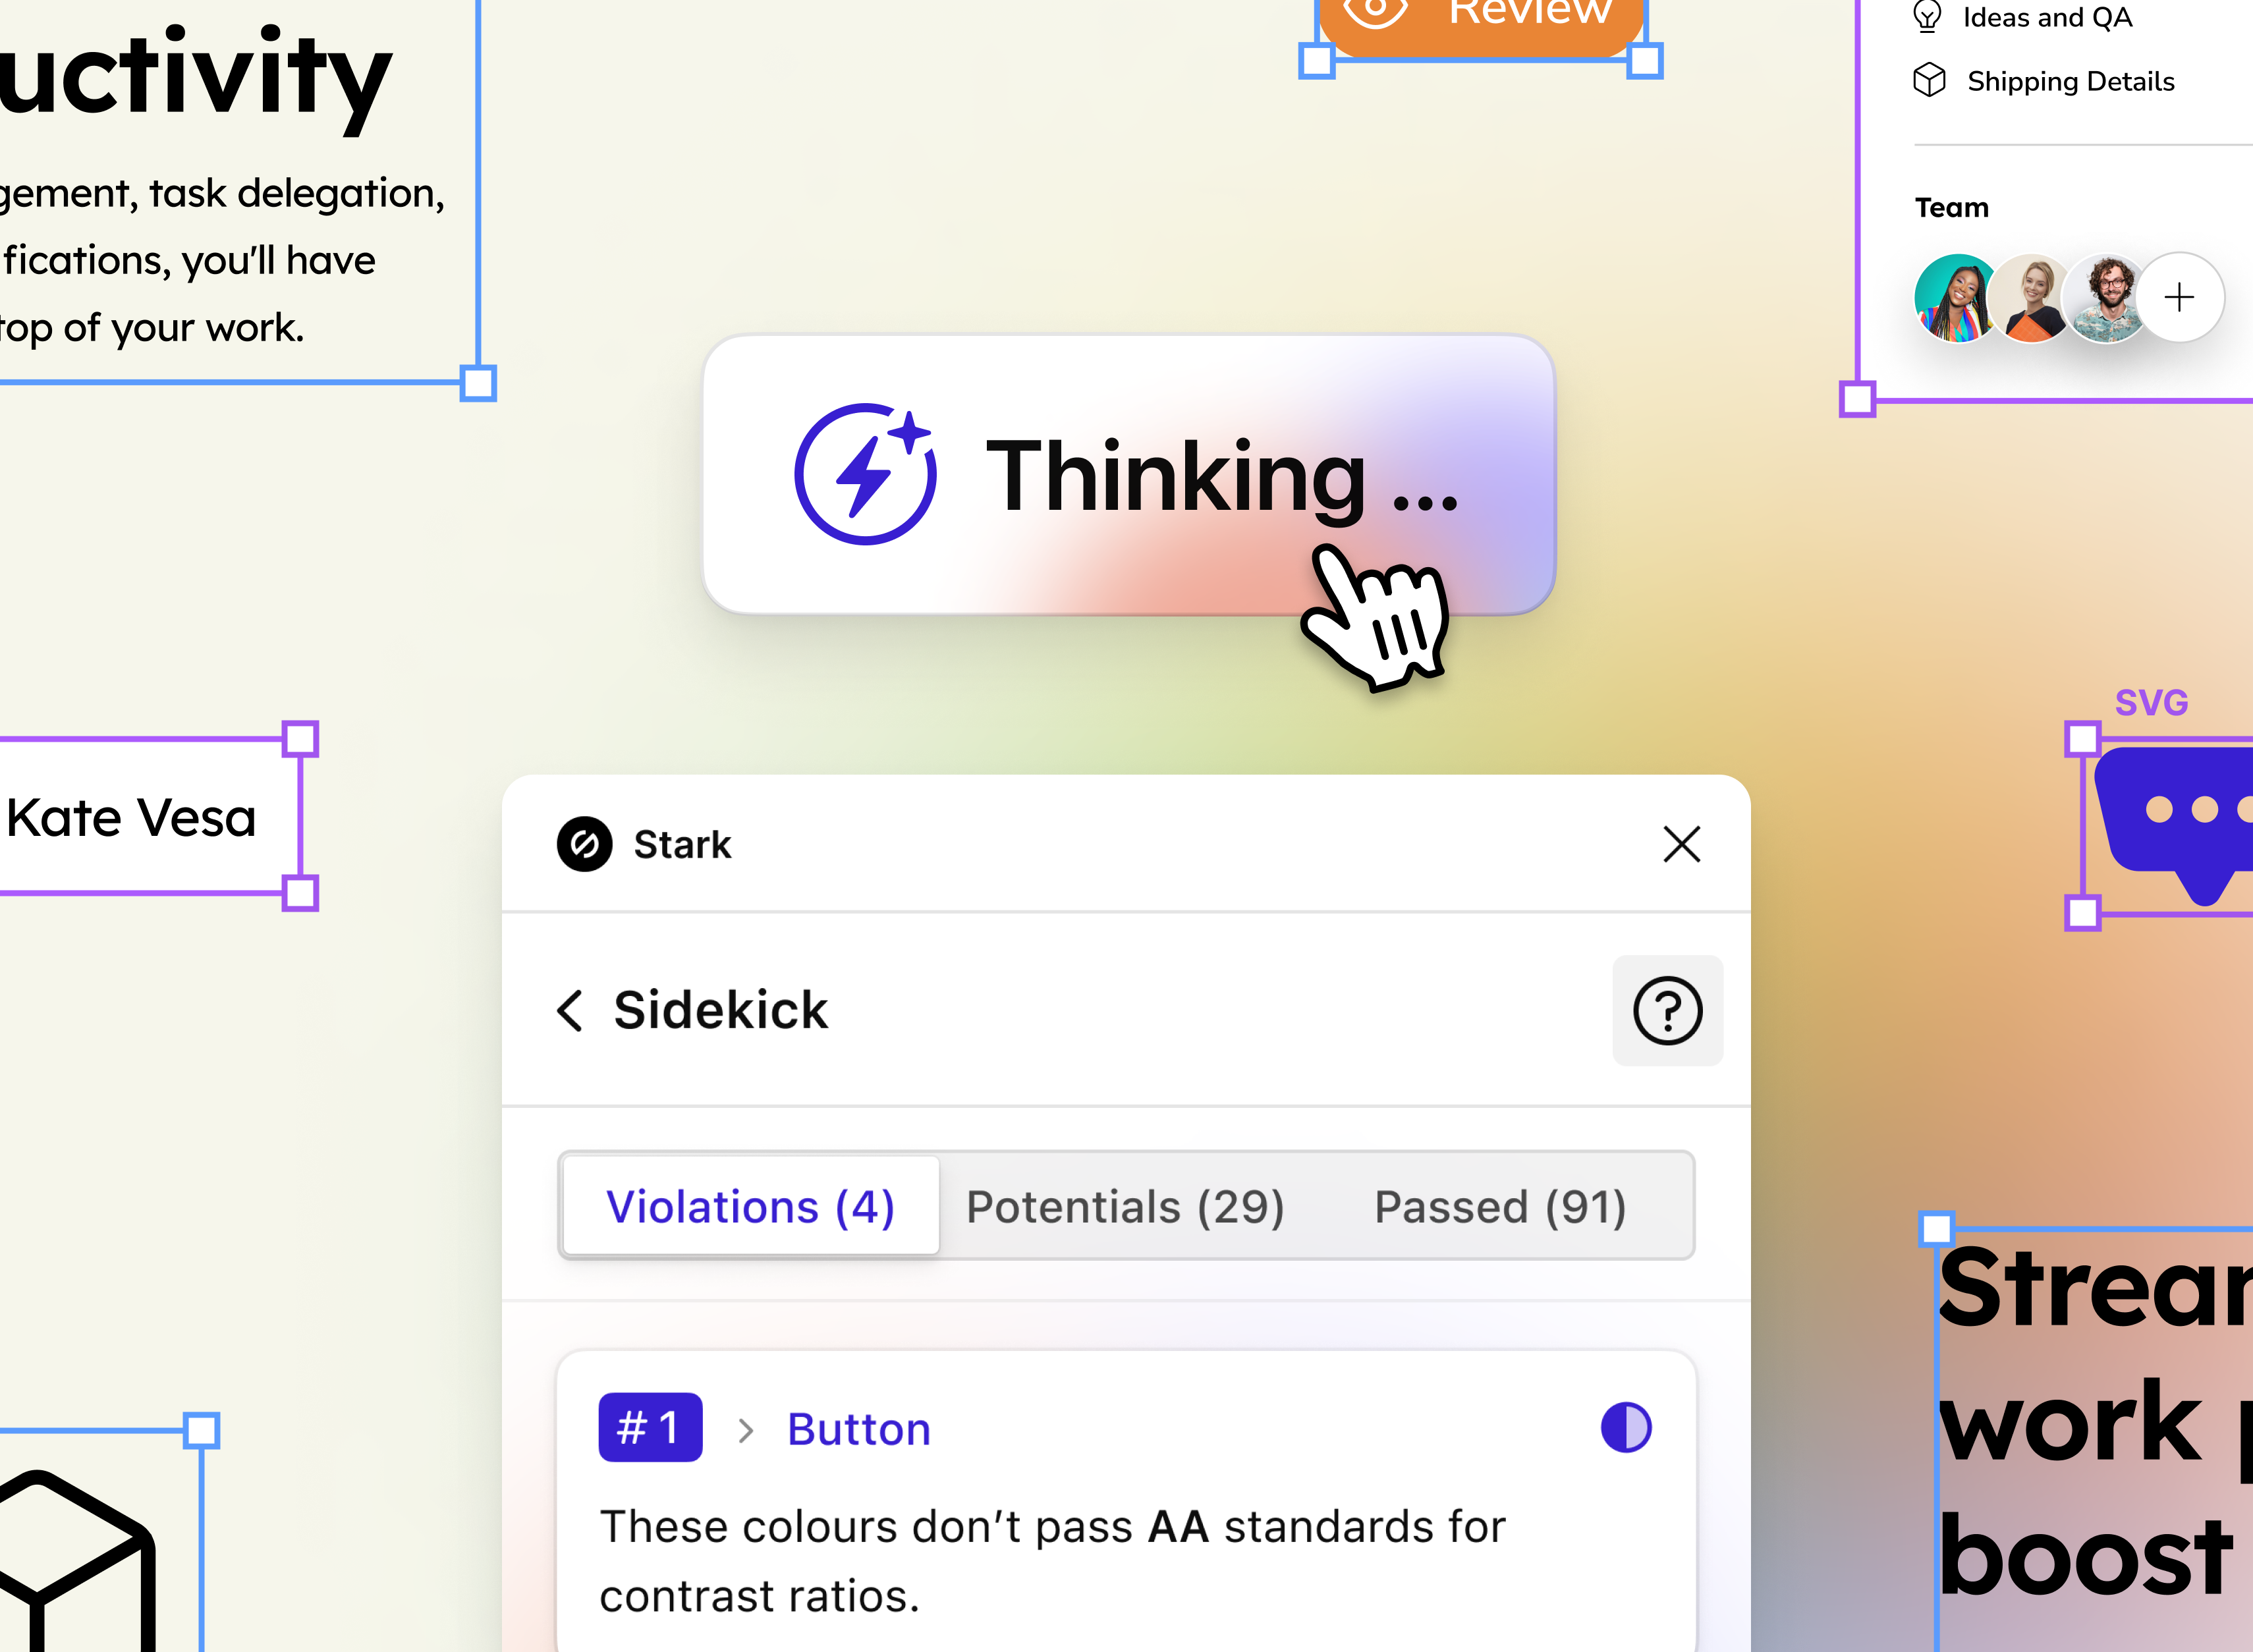 uctivity
gement, task delegation,
fications, you'll have
top of your work.
Review
Ideas and QA
Shipping Details
Team
Thinking ...
Kate Vesa
SVG
Stark
Sidekick
Violations (4)
Potentials (29)
Passed (91)
# 1 > Button
These colours don’t pass AA standards for
contrast ratios.
Strear
work p
boost